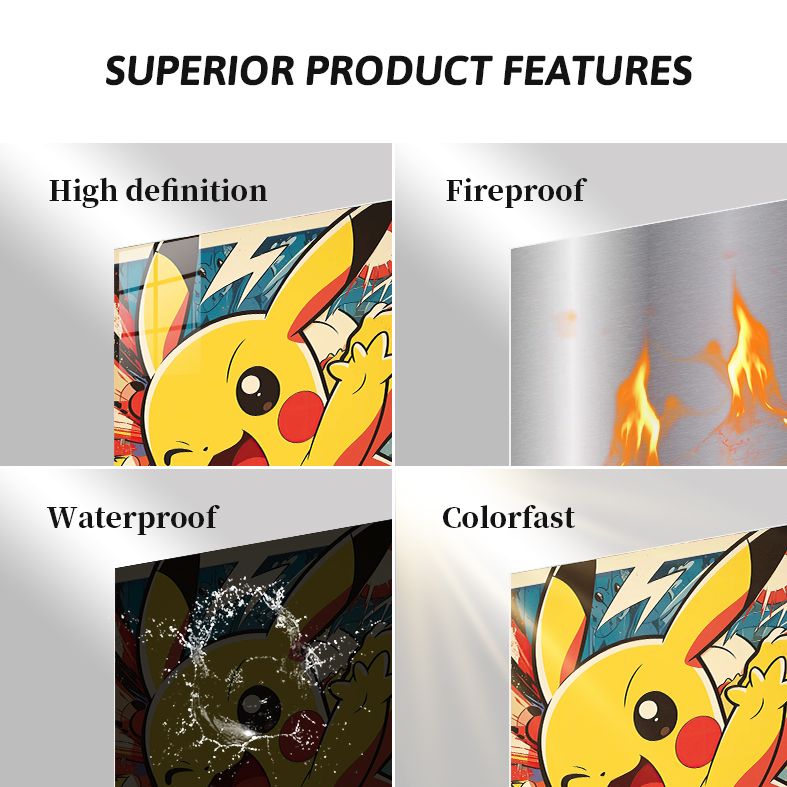 SUPERIOR PRODUCT FEATURES
High definition
Fireproof
Waterproof
Colorfast